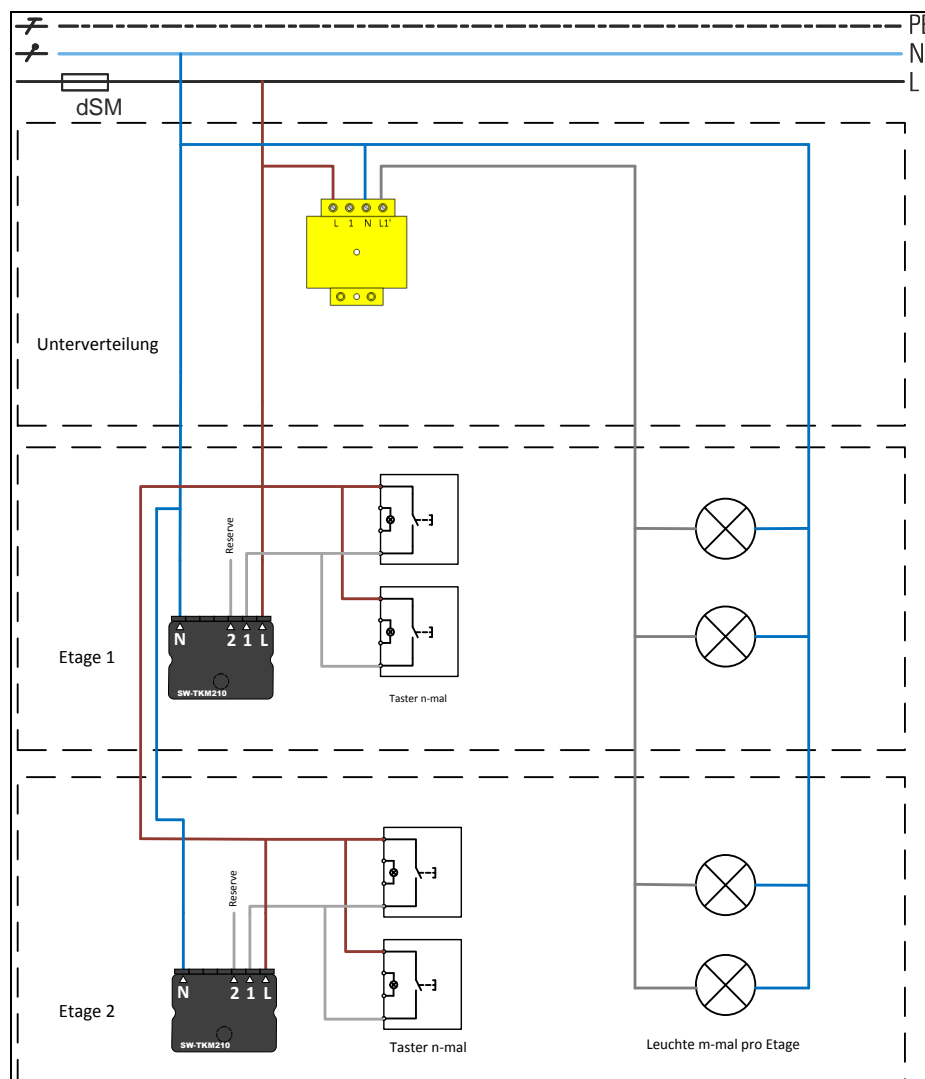 PE
N
L
dSM
L 1 N L1'
Unterverteilung
Reserve
N 2 1 L
SW-TKM210
Etage 1
Taster n-mal
Reserve
N 2 1 L
SW-TKM210
Etage 2
Taster n-mal
Leuchte m-mal pro Etage